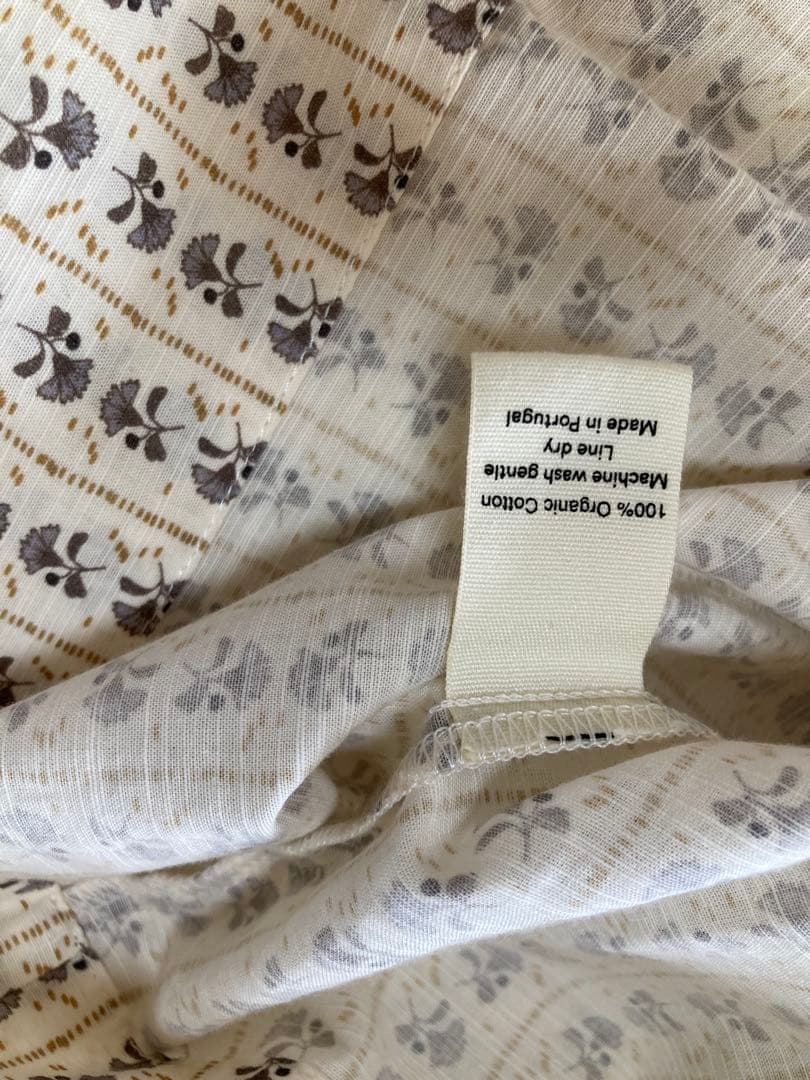 100% Organic Cotton
Machine wash gentle
Line dry
Made in Portugal